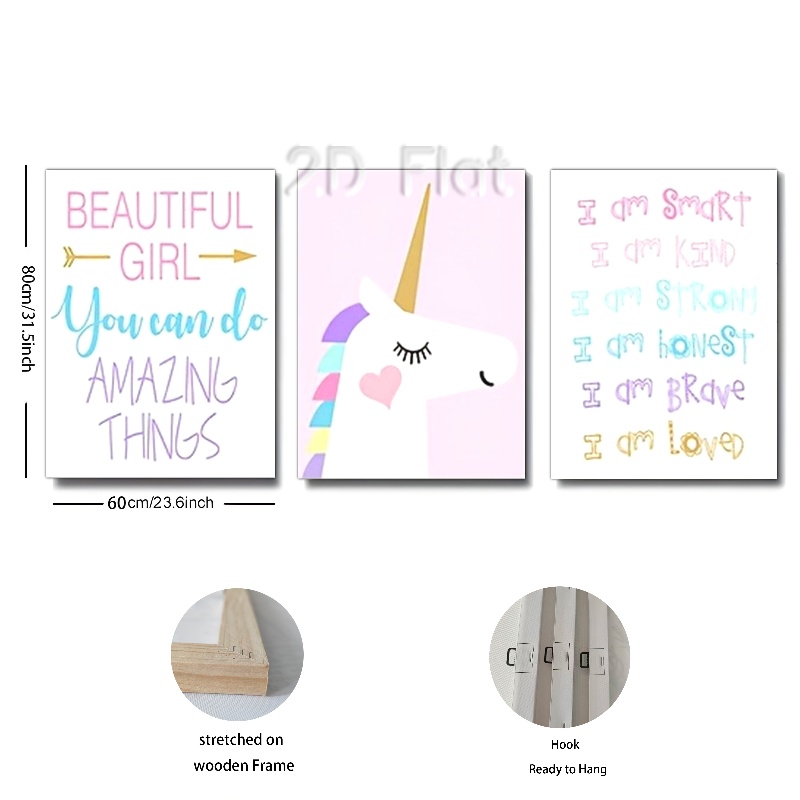 2D Flat
80cm/31.5inch
BEAUTIFUL
GIRL
You can do
AMAZING
THINGS
I am SmaRT
I am KIND
I am STRONG
I am hONEST
I am BRave
I am LoVED
60cm/23.6inch
stretched on
wooden Frame
Hook
Ready to Hang